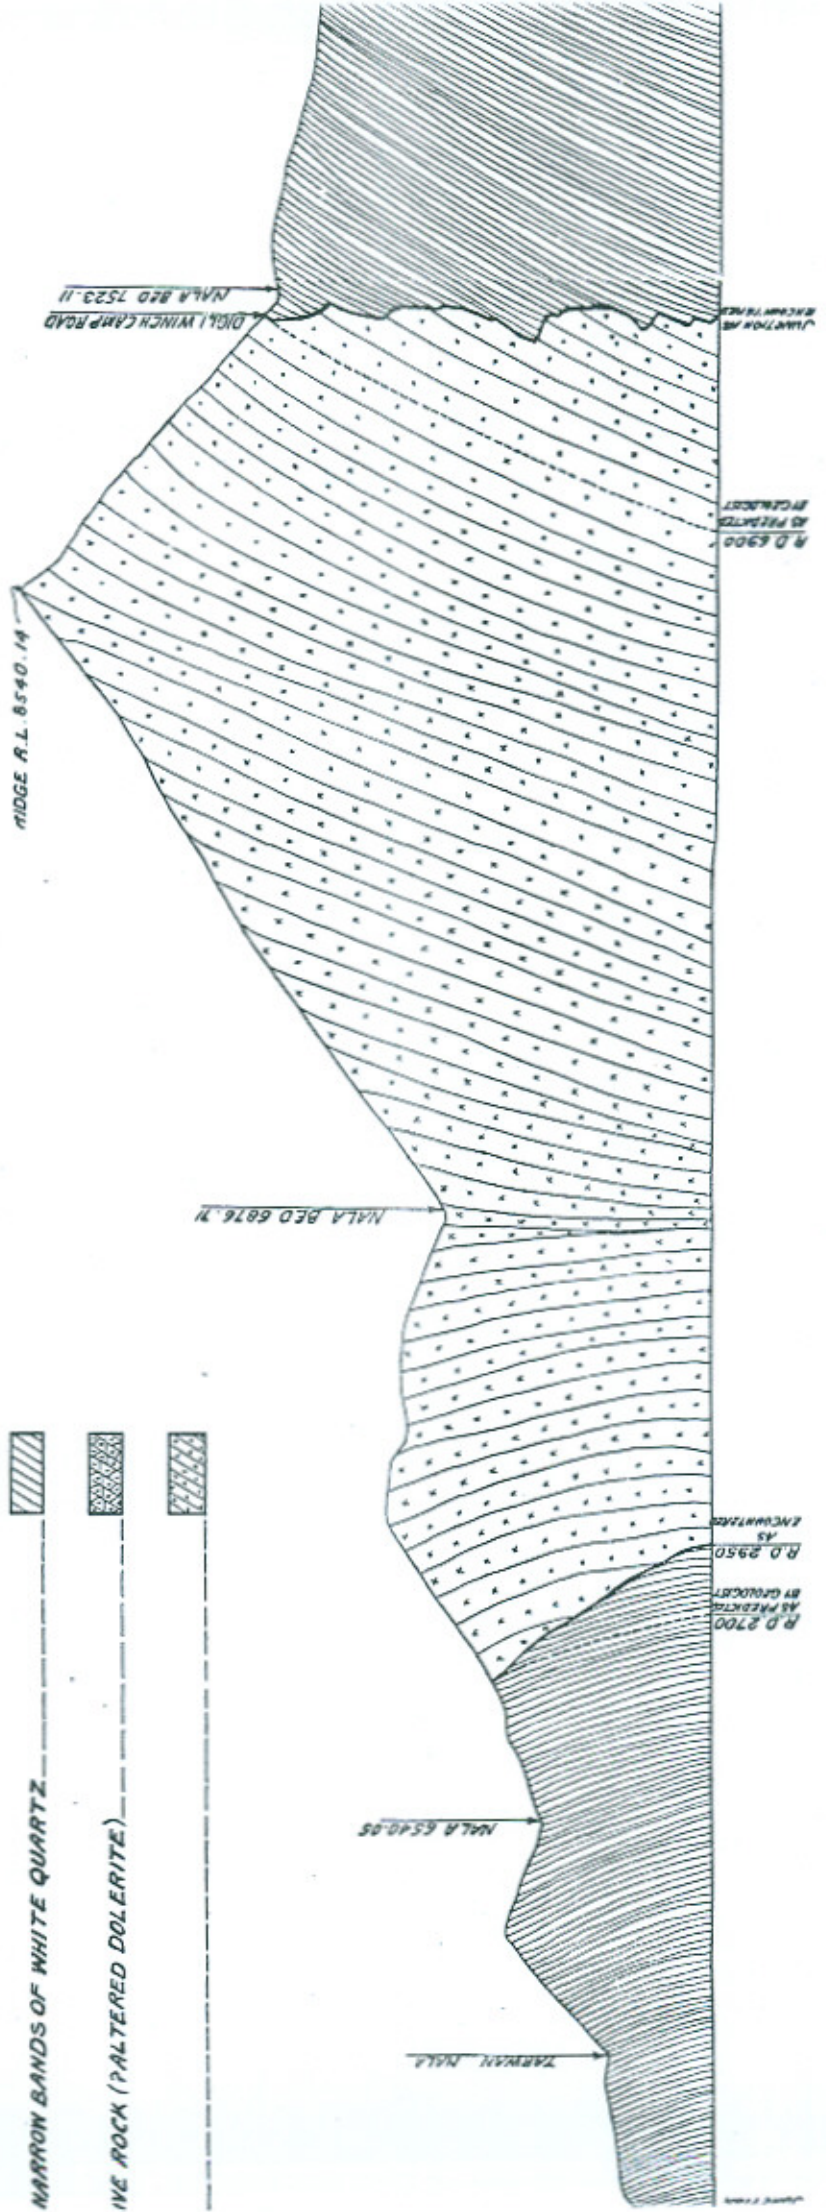 RIDGE R.L. 8540.14
NALA BED 7523.11
DIGLI WINCH CAMP ROAD
JUNCTION AS
ENCOUNTERED
R.D 6900
AS PREDICTED
BY GEOLOGIST
NALA BED 6876.71
R.D. 2950
AS
ENCOUNTERED
R.D. 2700
AS PREDICTED
BY GEOLOGIST
NALA 6540.05
TARWAN NALA
JUNCTION
NARROW BANDS OF WHITE QUARTZ
IVE ROCK (?ALTERED DOLERITE)